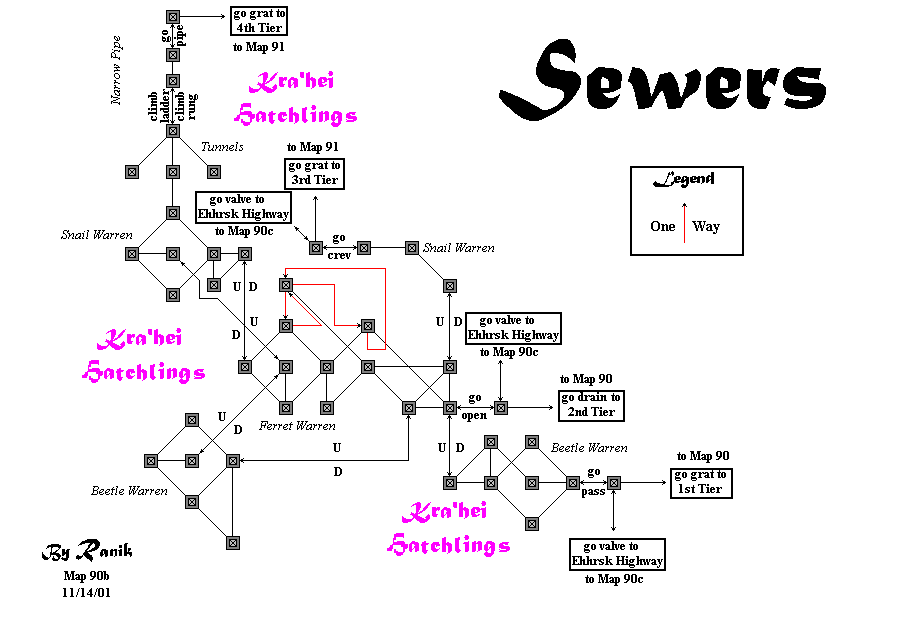 go grat to
4th Tier
to Map 91
go
pipe
Narrow Pipe
Kra'hei
Hatchlings
Sewers
climb
ladder
climb
rung
Tunnels
to Map 91
go grat to
3rd Tier
Legend
One Way
go valve to
Ehhrsk Highway
to Map 90c
Snail Warren
go
crev
Snail Warren
U D
U
D
U D
go valve to
Ehhrsk Highway
to Map 90c
Kra'hei
Hatchlings
to Map 90
go drain to
2nd Tier
go
open
U
D
Ferret Warren
U
D
U D
Beetle Warren
to Map 90
go grat to
1st Tier
go
pass
Beetle Warren
Kra'hei
Hatchlings
go valve to
Ehhrsk Highway
to Map 90c
By Ranik
Map 90b
11/14/01